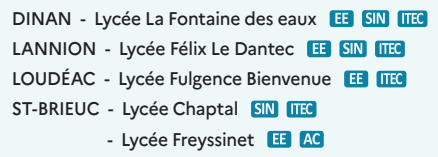 DINAN - Lycée La Fontaine des eaux EE SIN ITEC
LANNION - Lycée Félix Le Dantec EE SIN ITEC
LOUDÉAC - Lycée Fulgence Bienvenue EE ITEC
ST-BRIEUC - Lycée Chaptal SIN ITEC
- Lycée Freyssinet EE AC